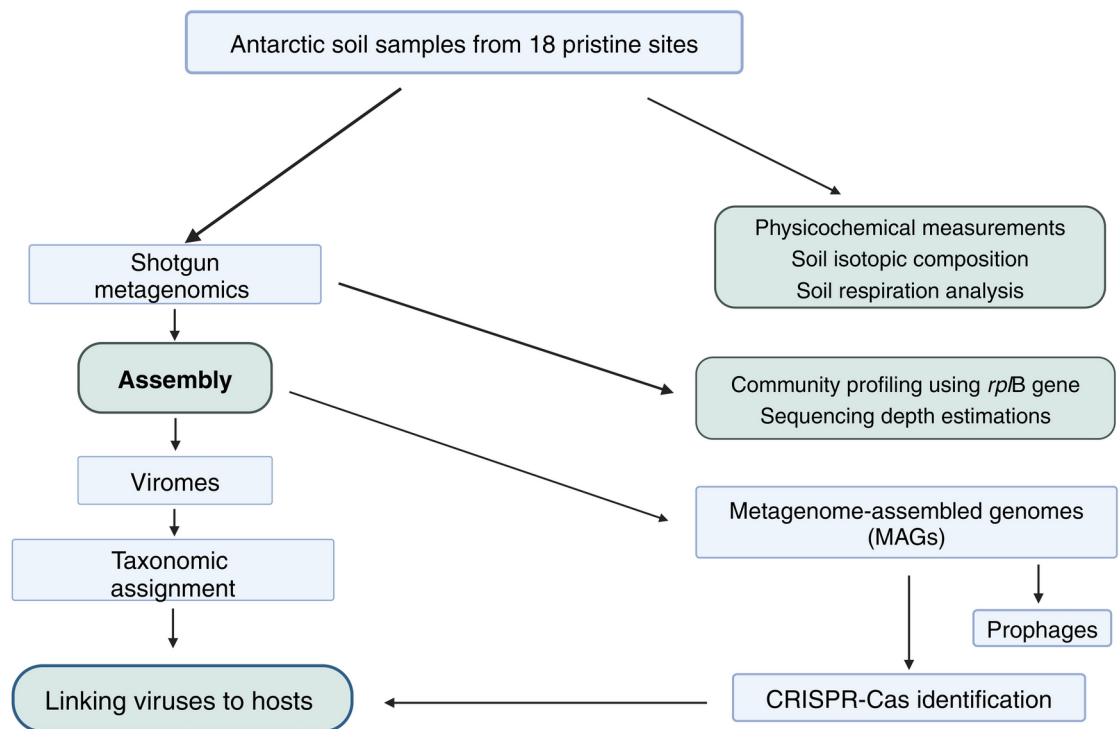 Antarctic soil samples from 18 pristine sites
Shotgun
metagenomics
Physicochemical measurements
Soil isotopic composition
Soil respiration analysis
Assembly
Community profiling using rplB gene
Sequencing depth estimations
Viromes
Metagenome-assembled genomes
(MAGs)
Taxonomic
assignment
Prophages
Linking viruses to hosts
CRISPR-Cas identification